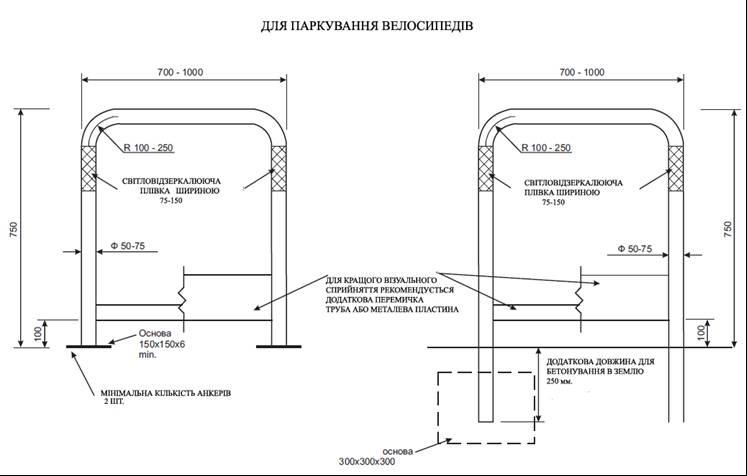 ДЛЯ ПАРКУВАННЯ ВЕЛОСИПЕДІВ
700 - 1000
R 100 - 250
СВІТЛОВІДЗЕРКАЛЮЮЧА
ПЛІВКА ШИРИНОЮ
75-150
750
Ф 50-75
100
Основа
150x150x6
min.
МІНІМАЛЬНА КІЛЬКІСТЬ АНКЕРІВ
2 ШТ.
ДЛЯ КРАЩОГО ВІЗУАЛЬНОГО
СПРИЙНЯТТЯ РЕКОМЕНДУЄТЬСЯ
ДОДАТКОВА ПЕРЕМИЧКА
ТРУБА АБО МЕТАЛЕВА ПЛАСТИНА
700 - 1000
R 100 - 250
СВІТЛОВІДЗЕРКАЛЮЮЧА
ПЛІВКА ШИРИНОЮ
75-150
750
Ф 50-75
100
ДОДАТКОВА ДОВЖИНА ДЛЯ
БЕТОНУВАННЯ В ЗЕМЛЮ
250 мм.
основа
300x300x300